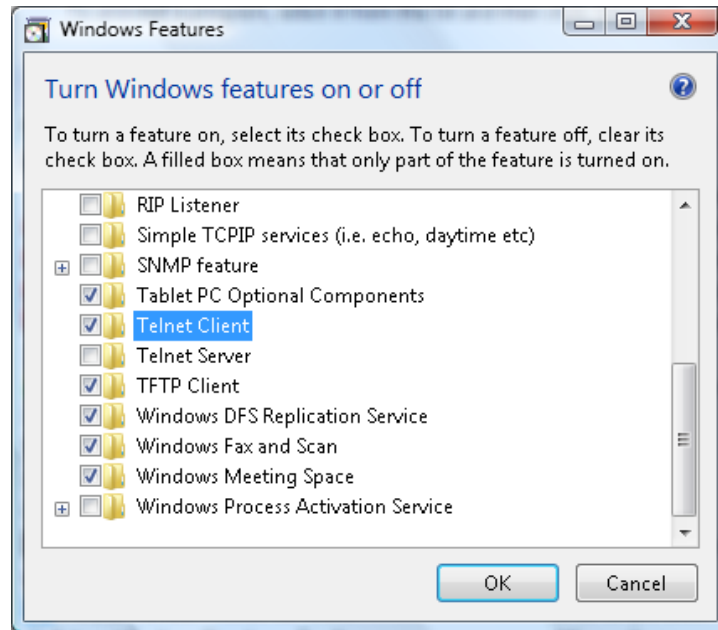 Windows Features
Turn Windows features on or off
To turn a feature on, select its check box. To turn a feature off, clear its
check box. A filled box means that only part of the feature is turned on.
RIP Listener
Simple TCPIP services (i.e. echo, daytime etc)
SNMP feature
Tablet PC Optional Components
Telnet Client
Telnet Server
TFTP Client
Windows DFS Replication Service
Windows Fax and Scan
Windows Meeting Space
Windows Process Activation Service
OK Cancel